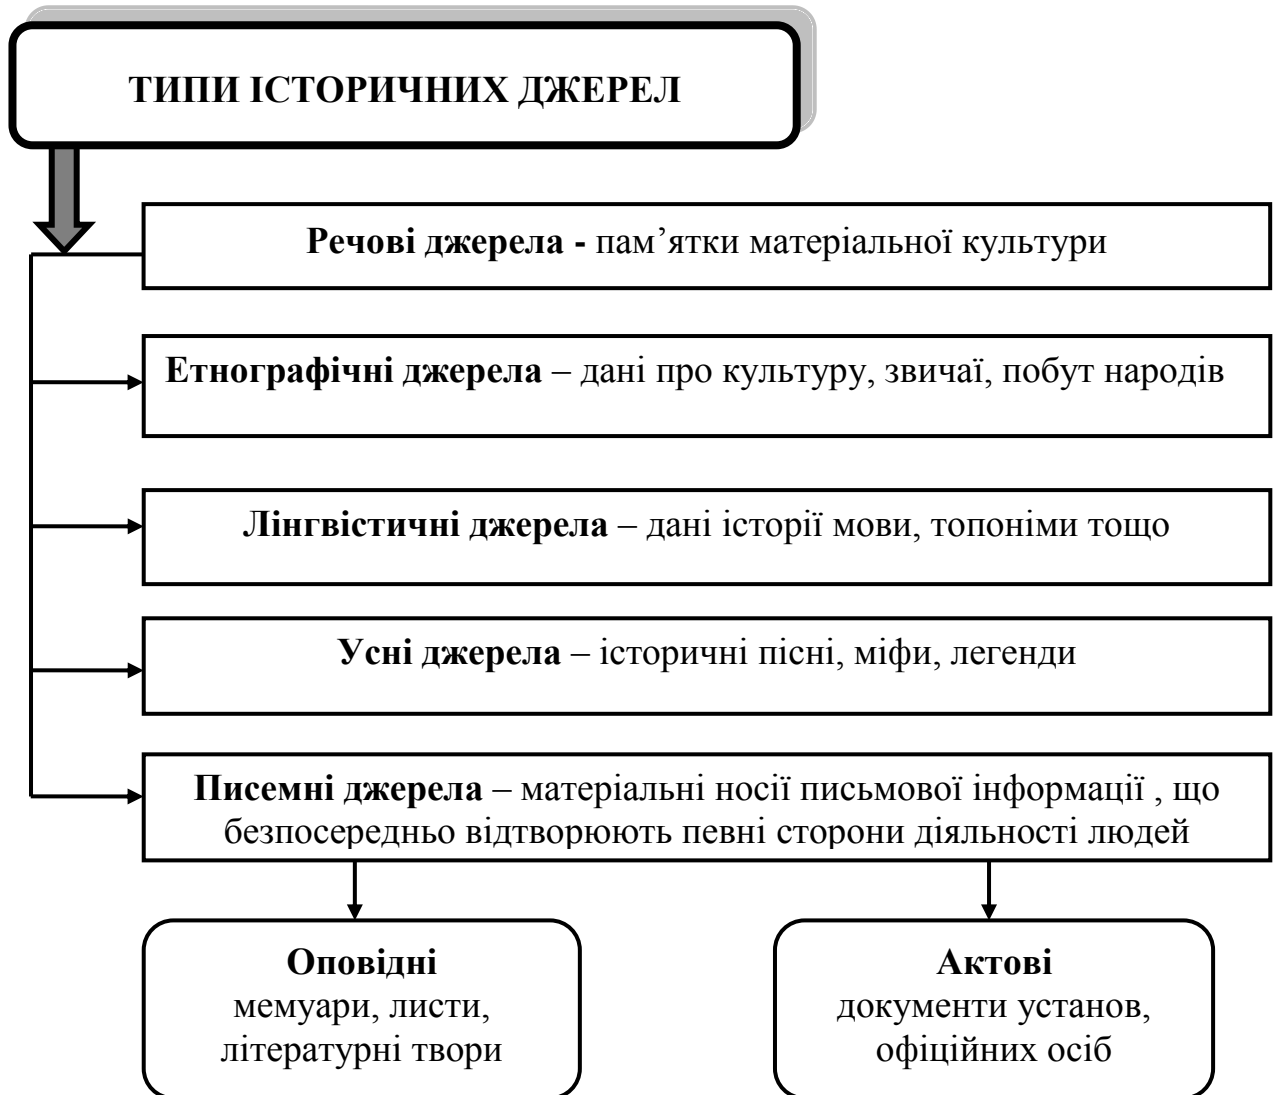 ТИПИ ІСТОРИЧНИХ ДЖЕРЕЛ
Речові джерела - пам’ятки матеріальної культури
Етнографічні джерела – дані про культуру, звичаї, побут народів
Лінгвістичні джерела – дані історії мови, топоніми тощо
Усні джерела – історичні пісні, міфи, легенди
Писемні джерела – матеріальні носії письмової інформації , що
безпосередньо відтворюють певні сторони діяльності людей
Оповідні
мемуари, листи,
літературні твори
Актові
документи установ,
офіційних осіб